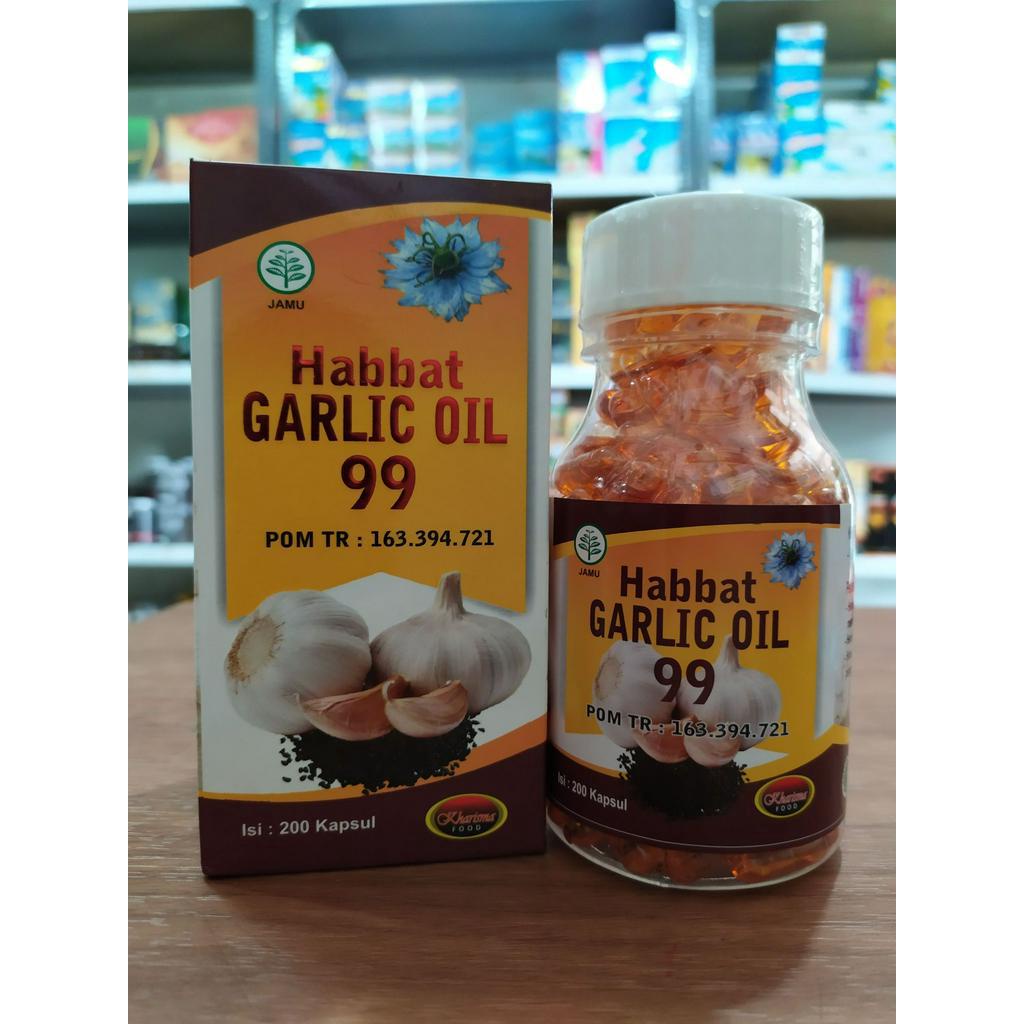 JAMU
Habbat
GARLIC OIL
99
POM TR : 163.394.721
Isi : 200 Kapsul
Kharisma
FOOD
JAMU
Habbat
GARLIC OIL
99
POM TR : 163.394.721
Isi : 200 Kapsul
Kharisma
FOOD